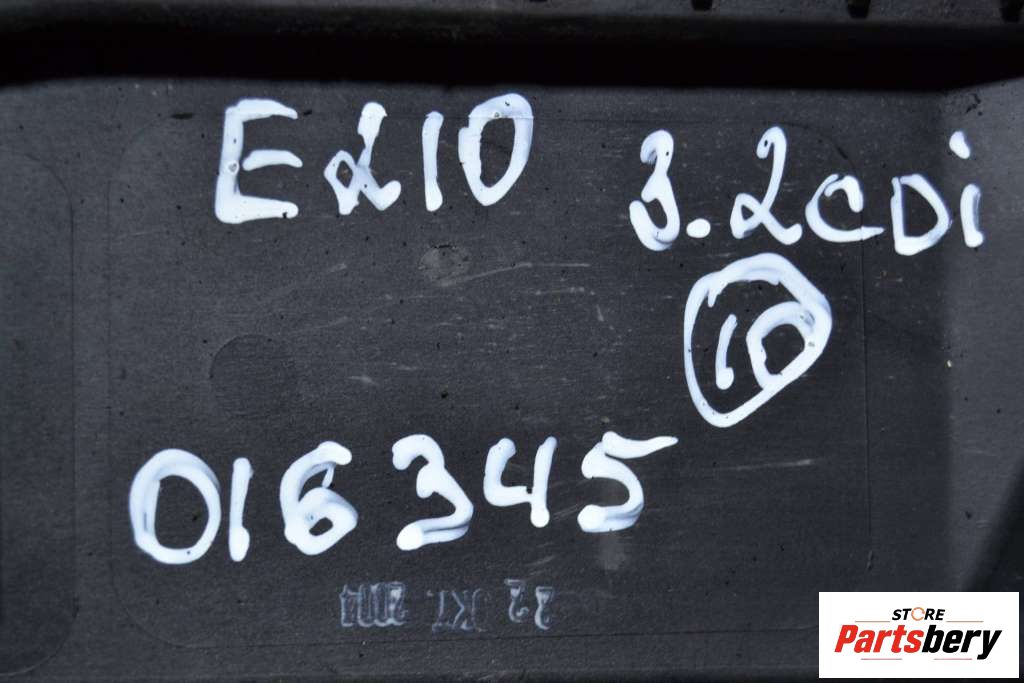 E210
3.2CDi
10
016345
STORE
Partsbery